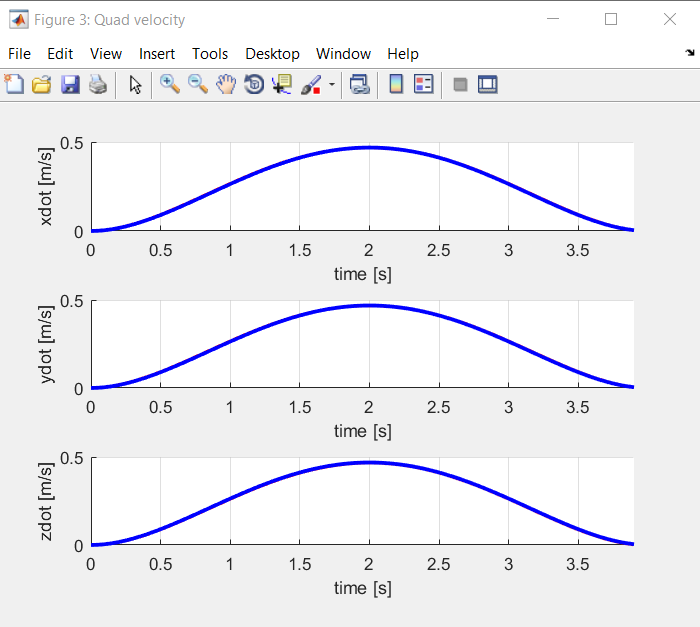 Figure 3: Quad velocity
File Edit View Insert Tools Desktop Window Help
0.5
xdot [m/s]
0
0 0.5 1 1.5 2 2.5 3 3.5
time [s]
0.5
ydot [m/s]
0
0 0.5 1 1.5 2 2.5 3 3.5
time [s]
0.5
zdot [m/s]
0
0 0.5 1 1.5 2 2.5 3 3.5
time [s]